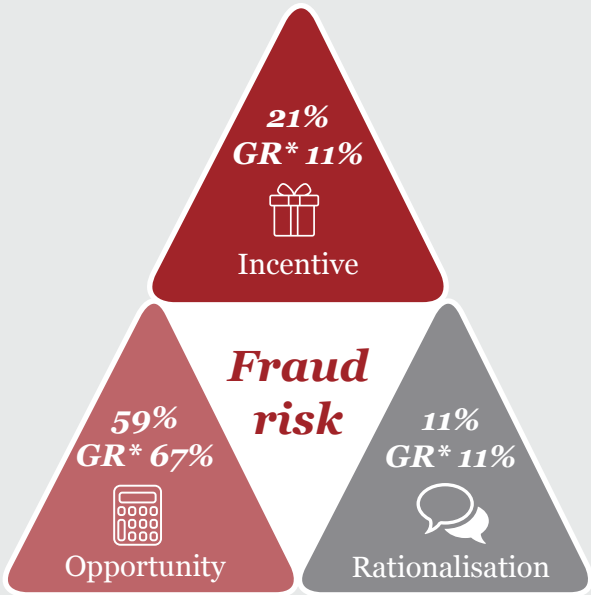 21%
GR* 11%
Incentive
Fraud
risk
59%
GR* 67%
Opportunity
11%
GR* 11%
Rationalisation